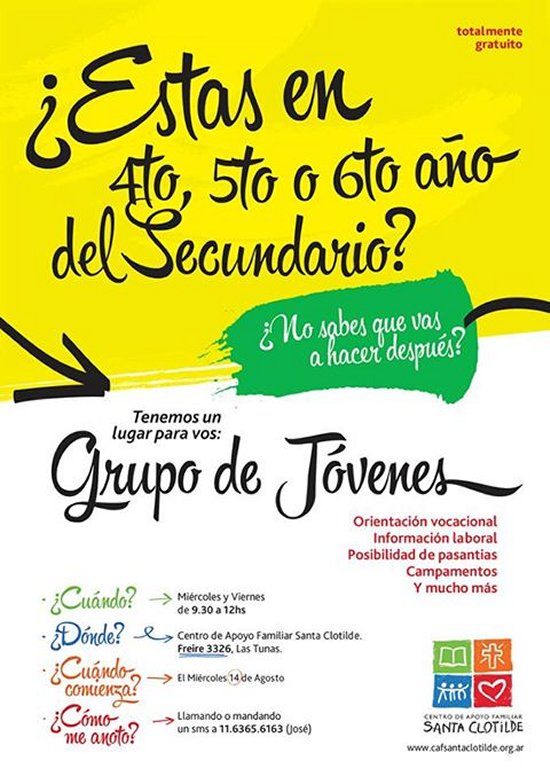 totalmente
gratuito
¿Estas en
4to, 5to o 6to año
del Secundario?
¿No sabes que vas
a hacer después?
Tenemos un
lugar para vos:
Grupo de Jóvenes
Orientación vocacional
Información laboral
Posibilidad de pasantias
Campamentos
Y mucho más
¿Cuándo?
Miércoles y Viernes
de 9.30 a 12hs
¿Dónde?
Centro de Apoyo Familiar Santa Clotilde.
Freire 3326, Las Tunas.
¿Cuándo
comienza?
El Miércoles 14 de Agosto
¿Cómo
me anoto?
Llamando o mandando
un sms a 11.6365.6163 (José)
CENTRO DE APOYO FAMILIAR
SANTA CLOTILDE
www.cafsantaclotilde.org.ar